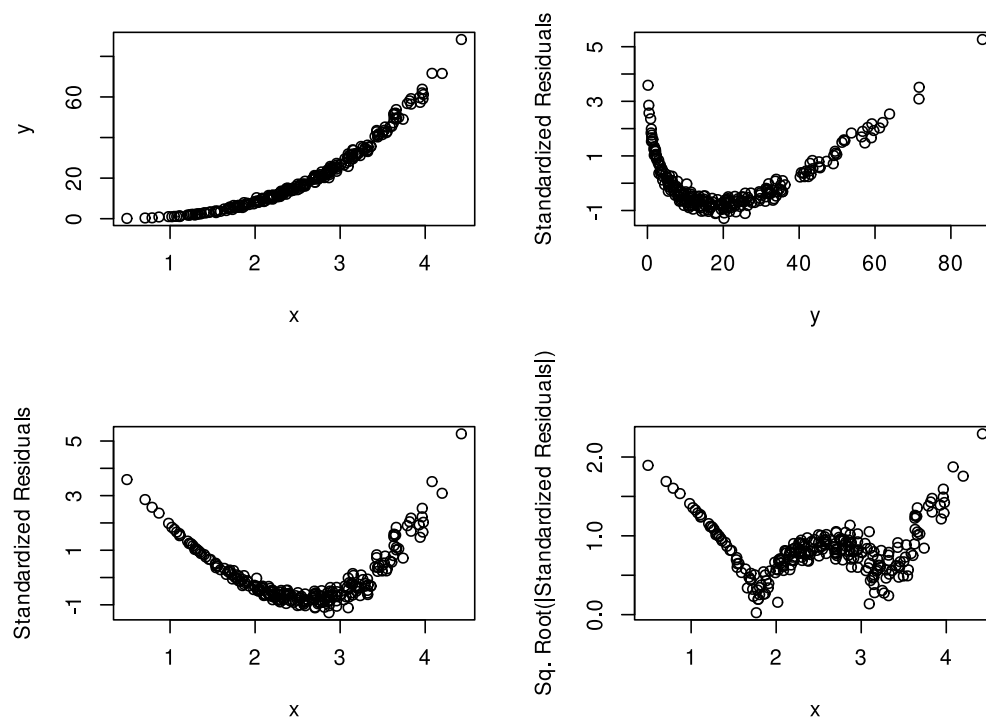 y
0 20 60
1 2 3 4
x
Standardized Residuals
-1 1 3 5
0 20 40 60 80
y
Standardized Residuals
-1 1 3 5
1 2 3 4
x
Sq. Root(|Standardized Residuals|)
0.0 1.0 2.0
1 2 3 4
x